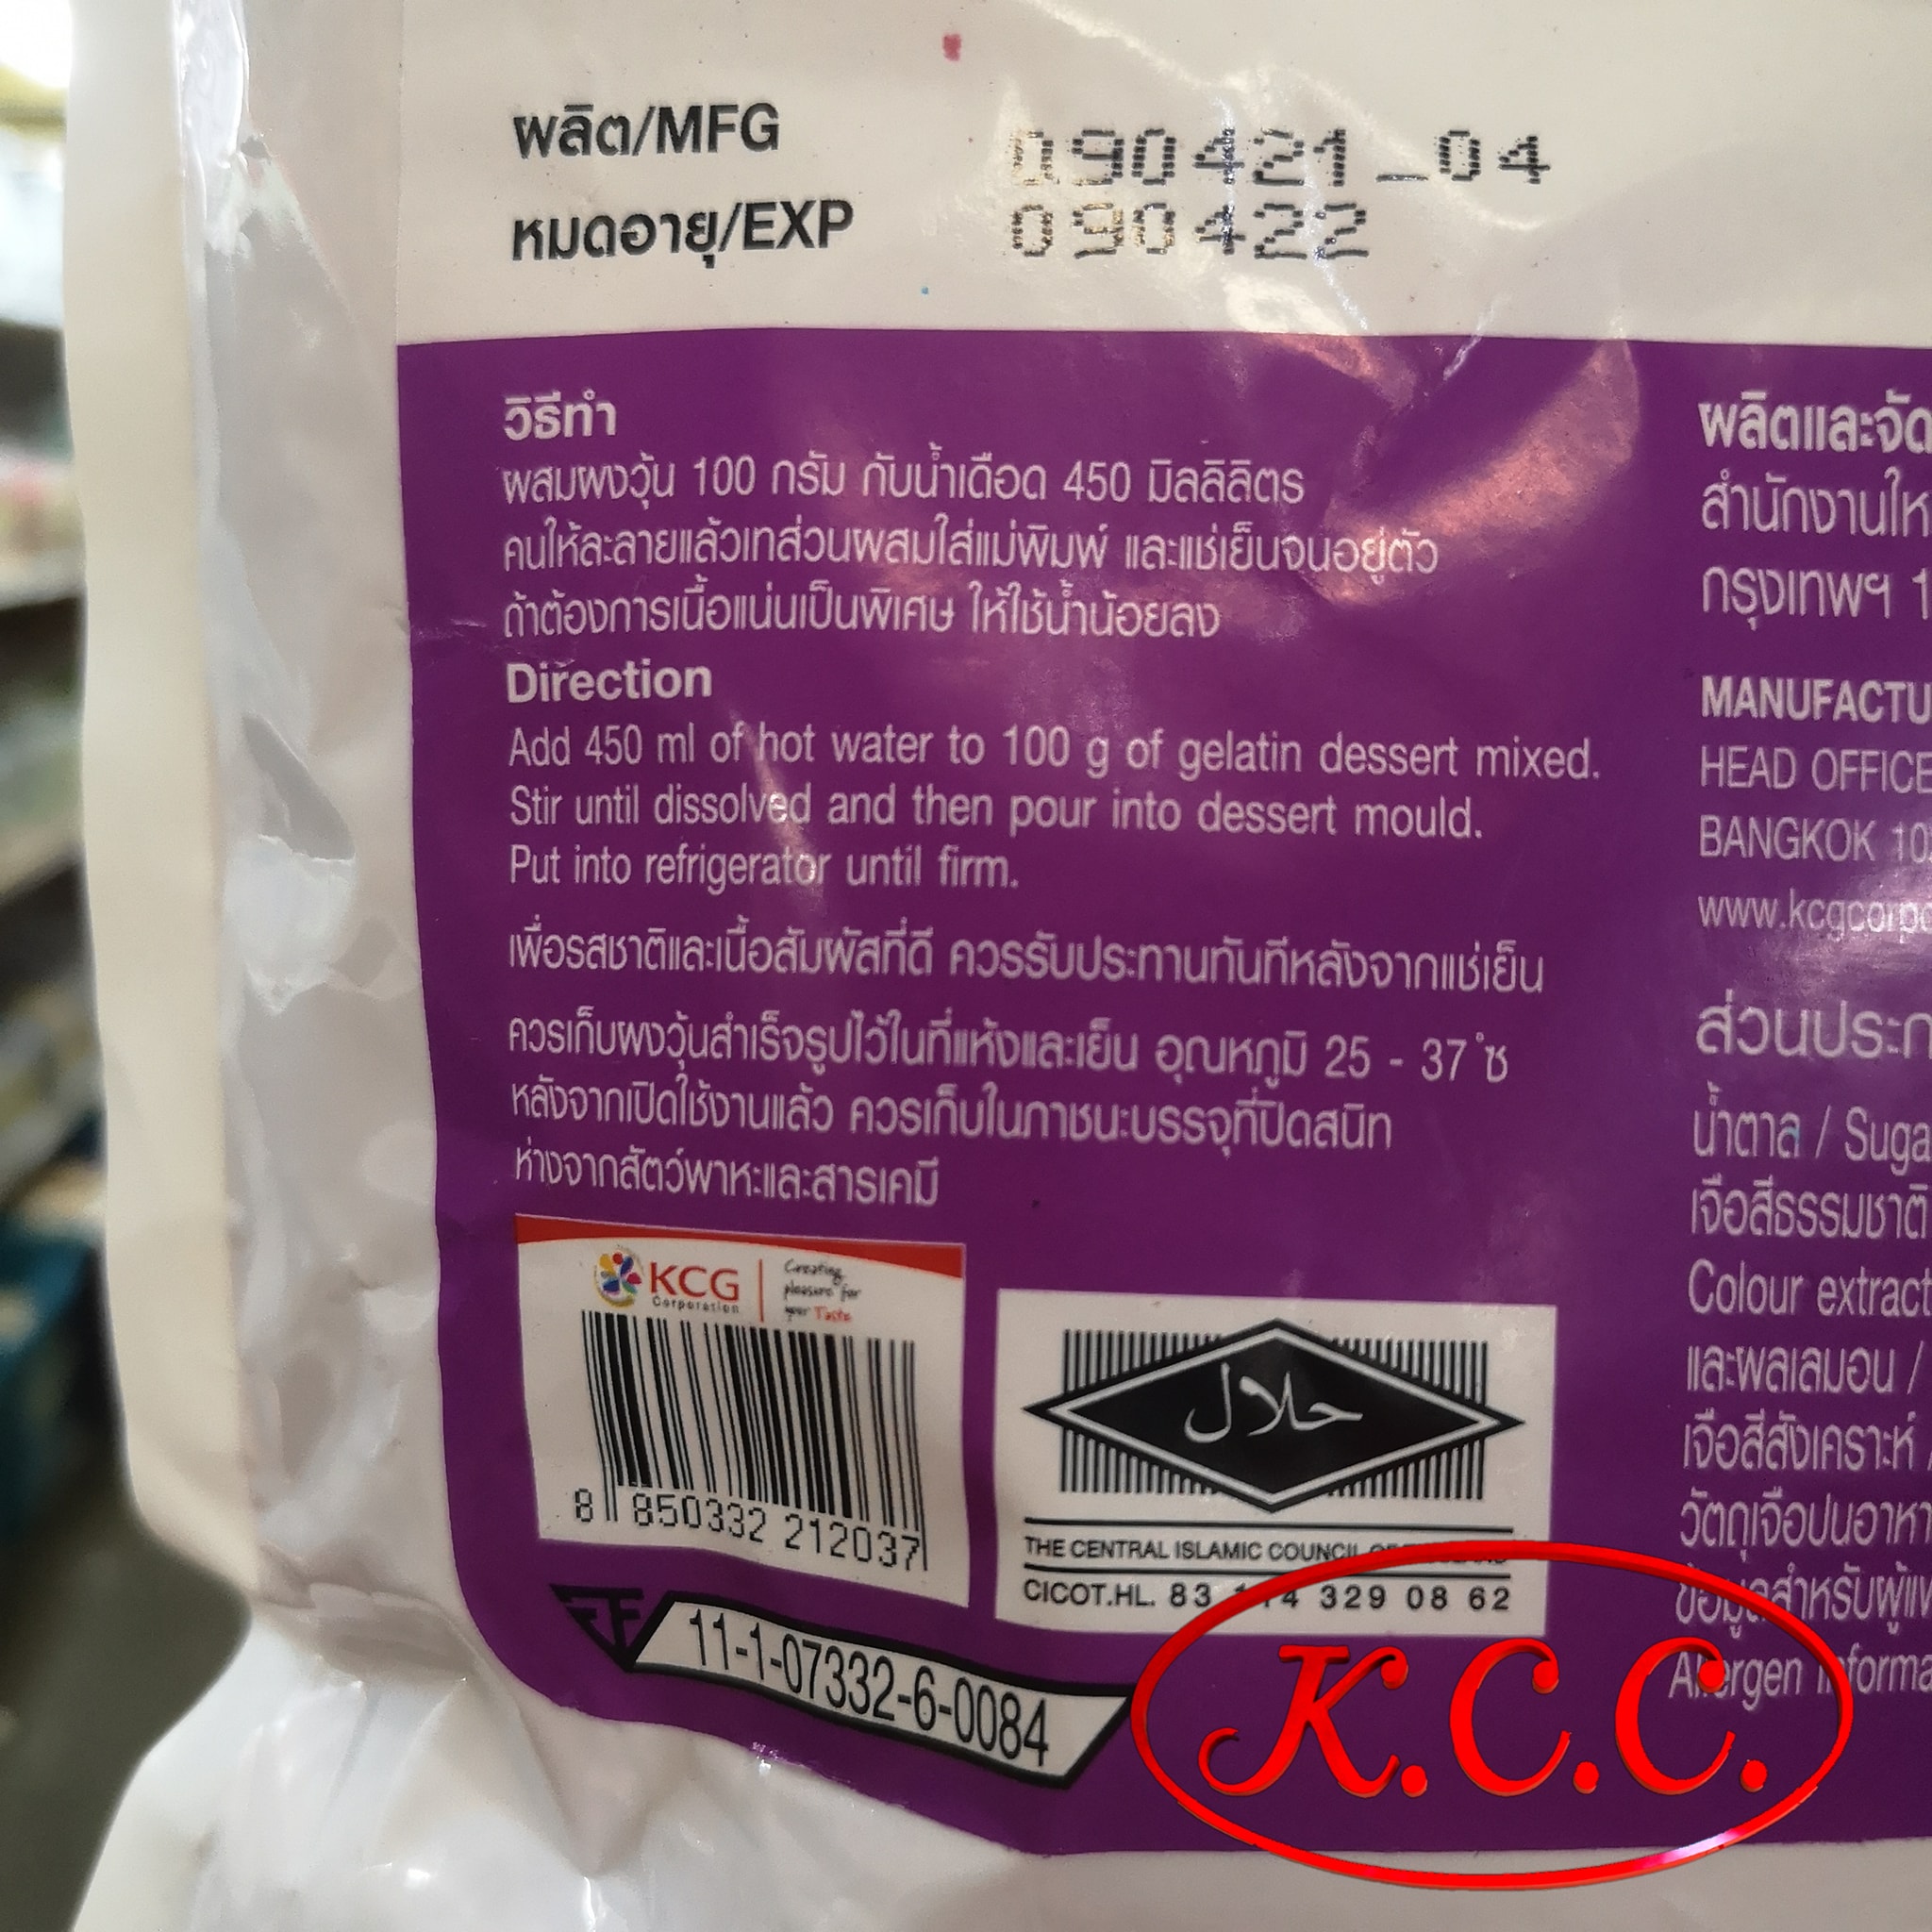 ผลิต/MFG 090421_04
หมดอายุ/EXP 090422
วิธีทำ
ผสมผงวุ้น 100 กรัม กับน้ำเดือด 450 มิลลิลิตร
คนให้ละลายแล้วเทส่วนผสมใส่แม่พิมพ์ และแช่เย็นจนอยู่ตัว
ถ้าต้องการเนื้อแน่นเป็นพิเศษ ให้ใช้น้ำน้อยลง
Direction
Add 450 ml of hot water to 100 g of gelatin dessert mixed.
Stir until dissolved and then pour into dessert mould.
Put into refrigerator until firm.
เพื่อรสชาติและเนื้อสัมผัสที่ดี ควรรับประทานทันทีหลังจากแช่เย็น
ควรเก็บผงวุ้นสำเร็จรูปไว้ในที่แห้งและเย็น อุณหภูมิ 25 - 37 ํซ
หลังจากเปิดใช้งานแล้ว ควรเก็บในภาชนะบรรจุที่ปิดสนิท
ห่างจากสัตว์พาหะและสารเคมี
KCG
Corporation
Creating
pleasure for
your Taste
8 850332 212037
حلال
THE CENTRAL ISLAMIC COUNCIL
CICOT.HL. 83 329 08 62
11-1-07332-6-0084
ผลิตและจัด
สำนักงานให
กรุงเทพฯ 1
MANUFACTU
HEAD OFFICE
BANGKOK 10
www.kcgcorpo
ส่วนประก
น้ำตาล / Suga
เจือสีธรรมชาติ
Colour extract
และผลเลมอน /
เจือสีสังเคราะห์
วัตถุเจือปนอาหา
ข้อมูลสำหรับผู้แพ
Allergen Informa
K.C.C.